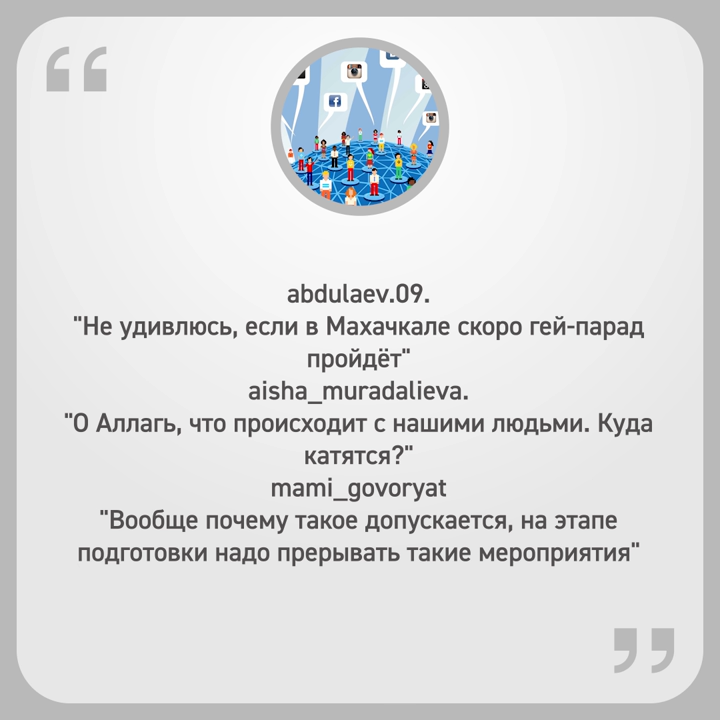 abdulaev.09.
"Не удивлюсь, если в Махачкале скоро гей-парад
пройдёт"
aisha_muradalieva.
"О Аллагь, что происходит с нашими людьми. Куда
катятся?"
mami_govoryat
"Вообще почему такое допускается, на этапе
подготовки надо прерывать такие мероприятия"